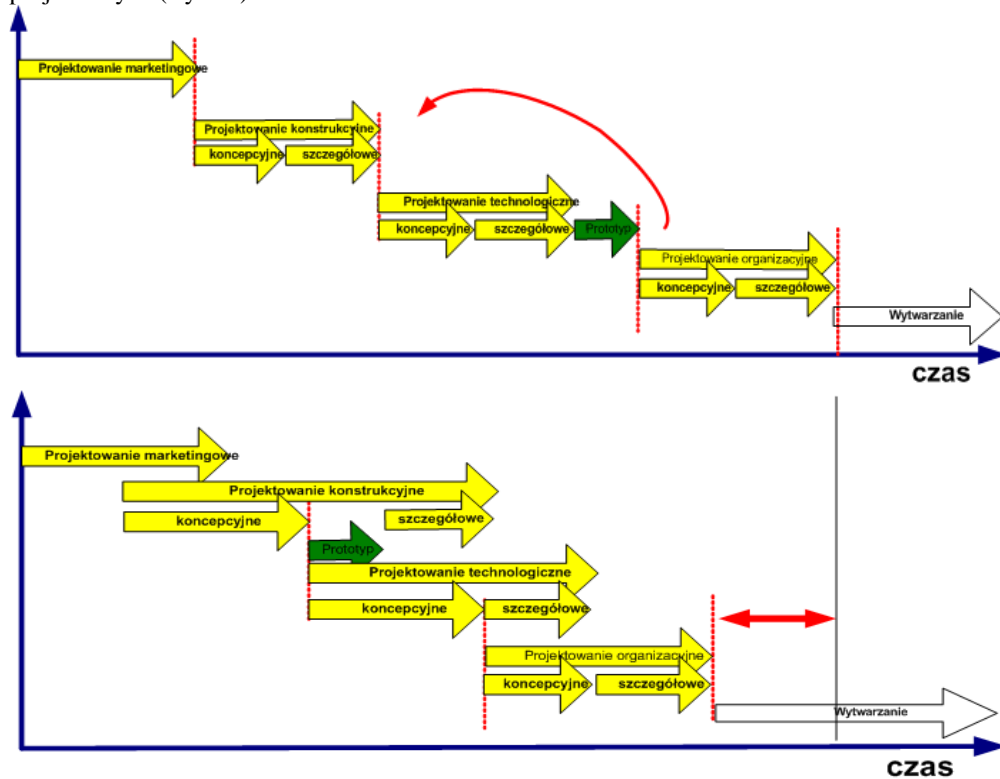 Projektowanie marketingowe
Projektowanie konstrukcyjne
koncepcyjne szczegółowe
Projektowanie technologiczne
koncepcyjne szczegółowe Prototyp
Projektowanie organizacyjne
koncepcyjne szczegółowe
Wytwarzanie
czas
Projektowanie marketingowe
Projektowanie konstrukcyjne
koncepcyjne szczegółowe
Prototyp
Projektowanie technologiczne
koncepcyjne szczegółowe
Projektowanie organizacyjne
koncepcyjne szczegółowe
Wytwarzanie
czas